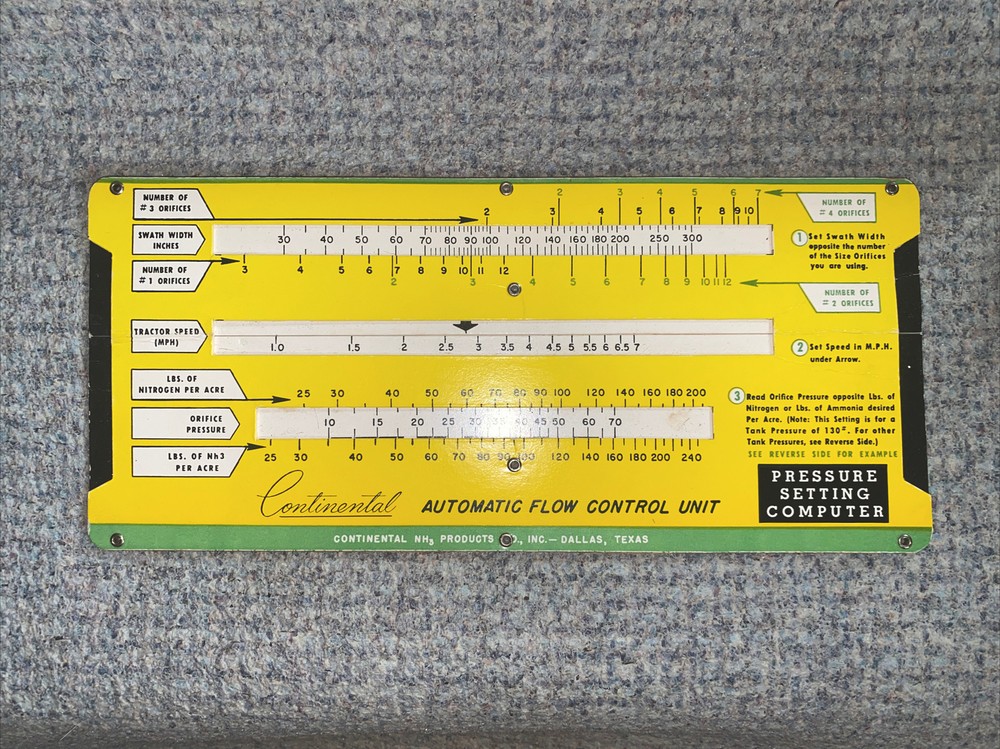 2 3 4 5 6 7
NUMBER OF
# 3 ORIFICES
2 3 4 5 6 7 8 9 10
NUMBER OF
# 4 ORIFICES
SWATH WIDTH
INCHES
30 40 50 60 70 80 90 100 120 140 160 180 200 250 300
1 Set Swath Width
opposite the number
of the Size Orifices
you are using.
NUMBER OF
# 1 ORIFICES
3 4 5 6 7 8 9 10 11 12
2 3 4 5 6 7 8 9 10 11 12
NUMBER OF
# 2 ORIFICES
TRACTOR SPEED
(MPH)
1.0 1.5 2 2.5 3 3.5 4 4.5 5 5.5 6 6.5 7
2 Set Speed in M.P.H.
under Arrow.
LBS. OF
NITROGEN PER ACRE
25 30 40 50 60 70 80 90 100 120 140 160 180 200
ORIFICE
PRESSURE
10 15 20 25 30 35 40 45 50 60 70
LBS. OF Nh3
PER ACRE
25 30 40 50 60 70 80 90 100 120 140 160 180 200 240
3 Read Orifice Pressure opposite Lbs. of
Nitrogen or Lbs. of Ammonia desired
Per Acre. (Note: This Setting is for a
Tank Pressure of 130#. For other
Tank Pressures, see Reverse Side.)
SEE REVERSE SIDE FOR EXAMPLE
Continental AUTOMATIC FLOW CONTROL UNIT
PRESSURE
SETTING
COMPUTER
CONTINENTAL NH3 PRODUCTS , INC.— DALLAS, TEXAS